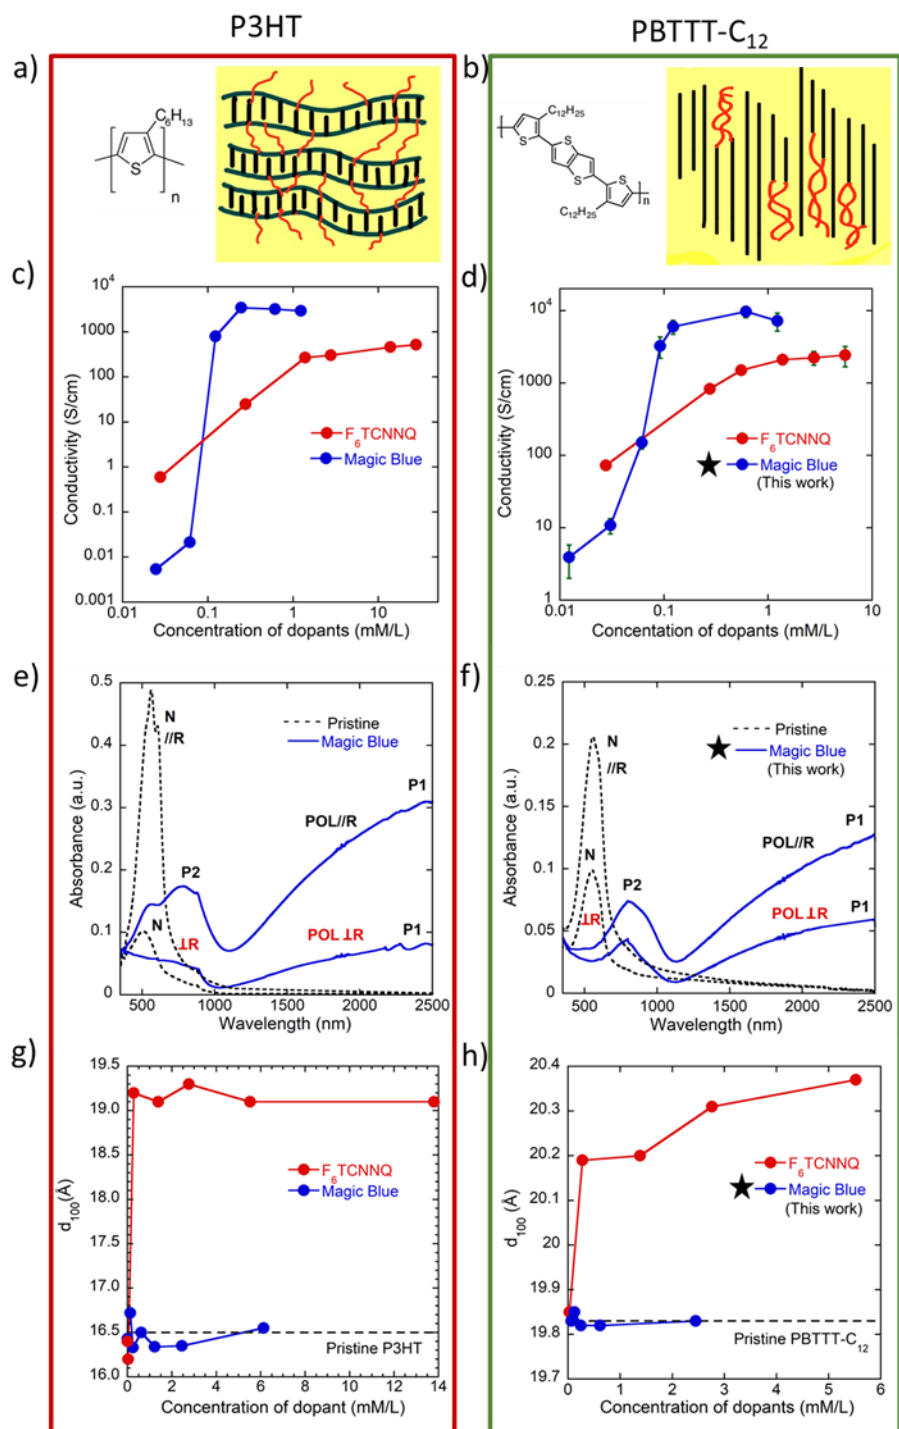 P3HT
PBTTT-C₁₂
a)
b)
C₆H₁₃
S
n
C₁₂H₂₅
S
S
S
S
C₁₂H₂₅
n
c)
10⁴
1000
100
10
1
0.1
0.01
0.001
Conductivity (S/cm)
F₆TCNNQ
Magic Blue
0.01
0.1
1
10
Concentration of dopants (mM/L)
d)
10⁴
1000
100
10
1
Conductivity (S/cm)
F₆TCNNQ
Magic Blue
(This work)
0.01
0.1
1
10
Concentration of dopants (mM/L)
e)
0.5
0.4
0.3
0.2
0.1
0
Absorbance (a.u.)
N
//R
Pristine
Magic Blue
P1
POL//R
P2
N
⊥R
POL ⊥R
P1
500
1000
1500
2000
2500
Wavelength (nm)
f)
0.25
0.20
0.15
0.1
0.05
0
Absorbance (a.u.)
N
//R
Pristine
Magic Blue
(This work)
P1
POL//R
N
P2
⊥R
POL ⊥R
P1
500
1000
1500
2000
2500
Wavelength (nm)
g)
19.5
19.0
18.5
18.0
17.5
17.0
16.5
16.0
d₁₀₀(Å)
F₆TCNNQ
Magic Blue
Pristine P3HT
0
2
4
6
8
10
12
14
Concentration of dopant (mM/L)
h)
20.4
20.3
20.2
20.1
20
19.9
19.8
19.7
d₁₀₀ (Å)
F₆TCNNQ
Magic Blue
(This work)
Pristine PBTTT-C₁₂
0
1
2
3
4
5
6
Concentration of dopants (mM/L)